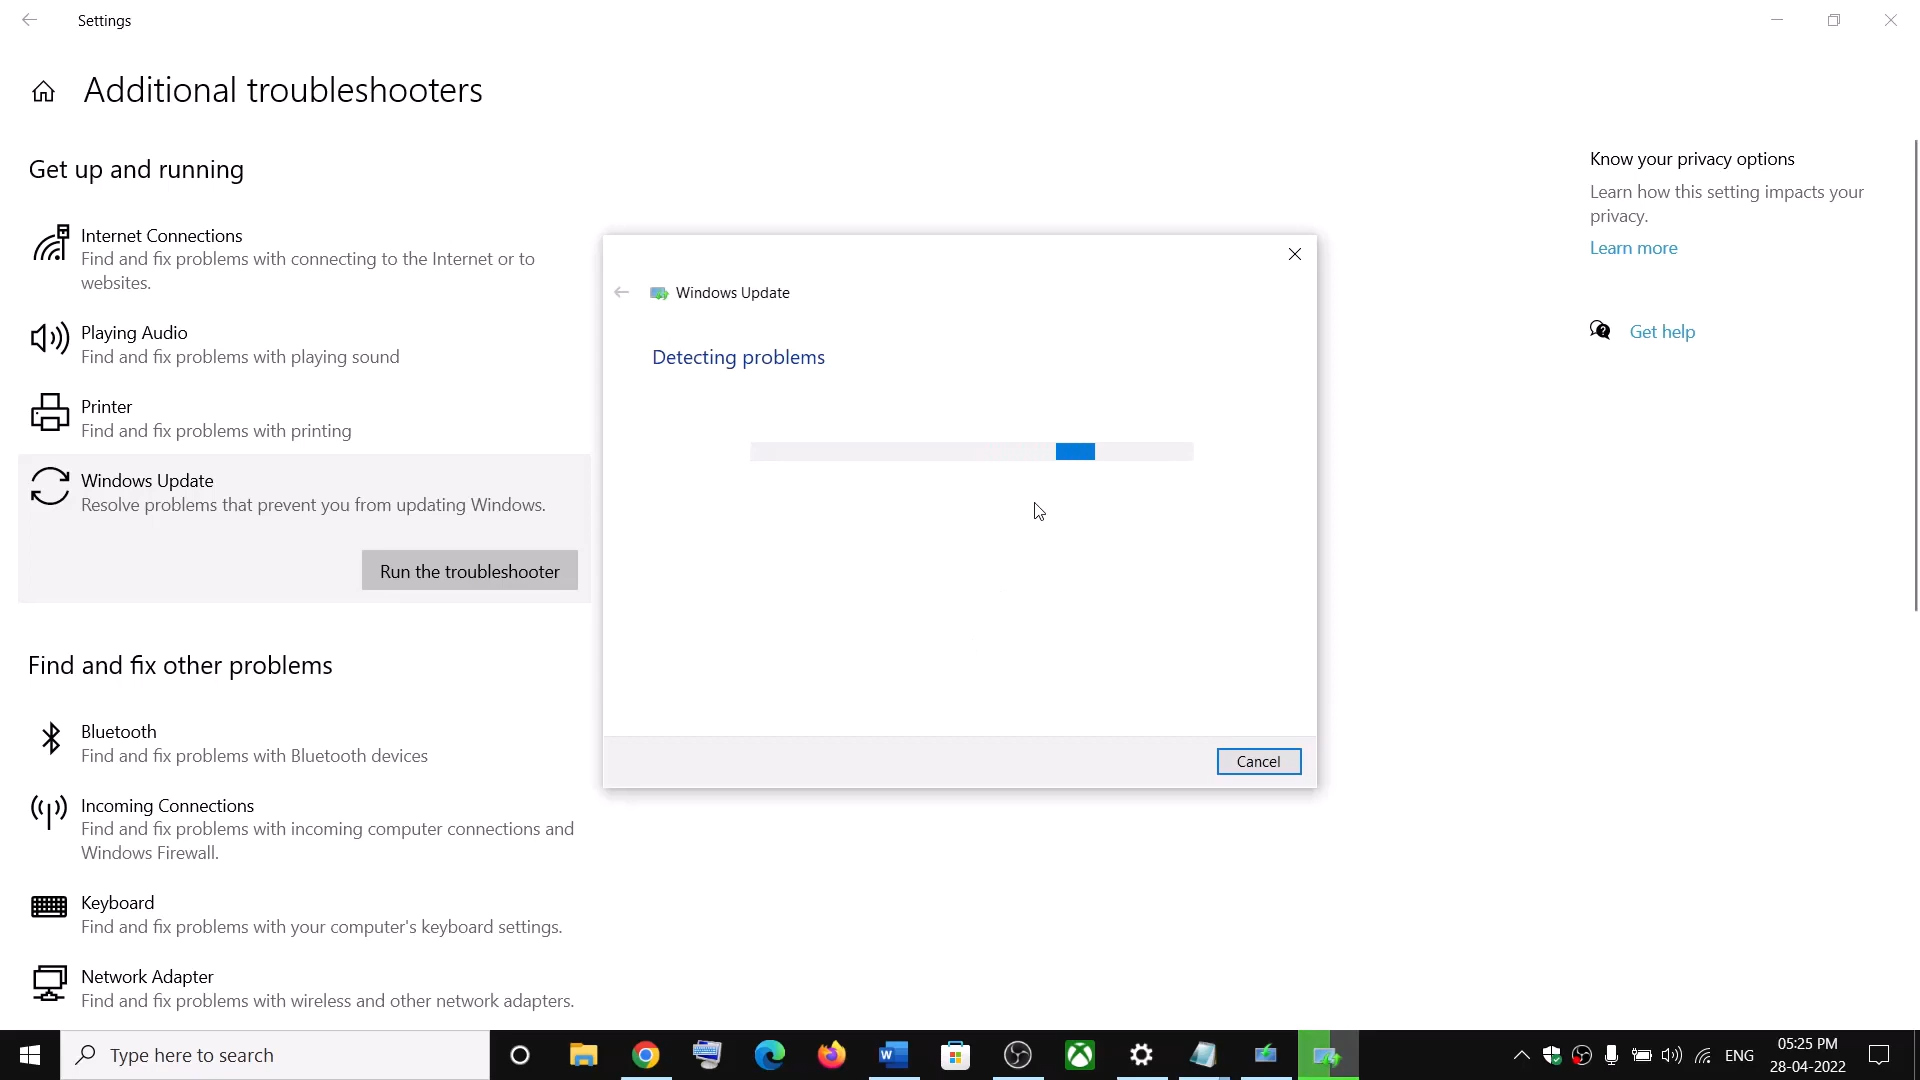 Settings
Additional troubleshooters
Get up and running
Internet Connections
Find and fix problems with connecting to the Internet or to
websites.
Playing Audio
Find and fix problems with playing sound
Printer
Find and fix problems with printing
Windows Update
Resolve problems that prevent you from updating Windows.
Run the troubleshooter
Find and fix other problems
Bluetooth
Find and fix problems with Bluetooth devices
Incoming Connections
Find and fix problems with incoming computer connections and
Windows Firewall.
Keyboard
Find and fix problems with your computer's keyboard settings.
Network Adapter
Find and fix problems with wireless and other network adapters.
Windows Update
Detecting problems
Cancel
Know your privacy options
Learn how this setting impacts your
privacy.
Learn more
Get help
Type here to search
ENG
05:25 PM
28-04-2022